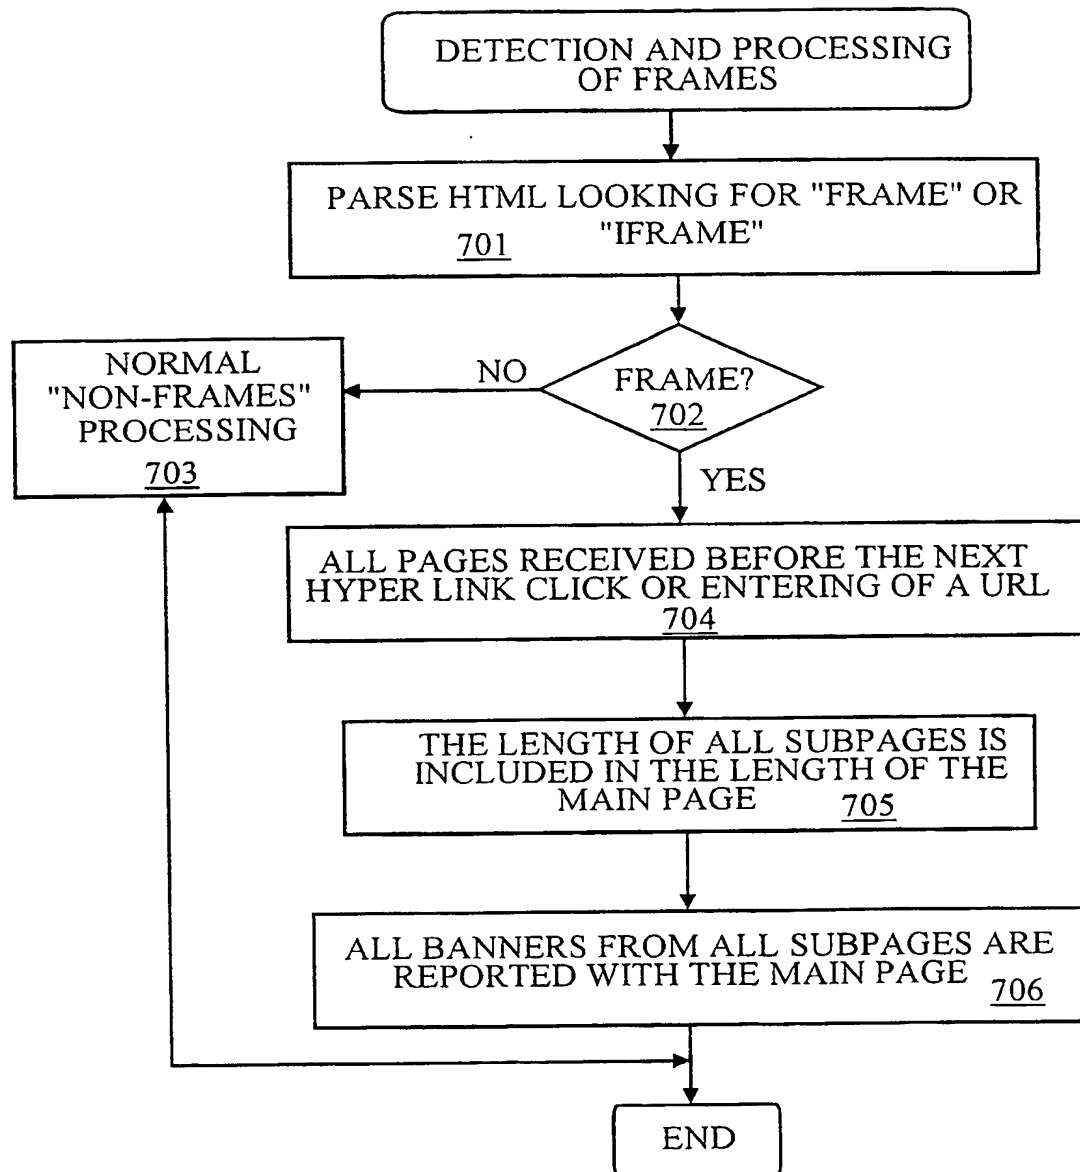 DETECTION AND PROCESSING
OF FRAMES
PARSE HTML LOOKING FOR "FRAME" OR
"IFRAME"
701
FRAME?
702
NO
NORMAL
"NON-FRAMES"
PROCESSING
703
YES
ALL PAGES RECEIVED BEFORE THE NEXT
HYPER LINK CLICK OR ENTERING OF A URL
704
THE LENGTH OF ALL SUBPAGES IS
INCLUDED IN THE LENGTH OF THE
MAIN PAGE
705
ALL BANNERS FROM ALL SUBPAGES ARE
REPORTED WITH THE MAIN PAGE
706
END